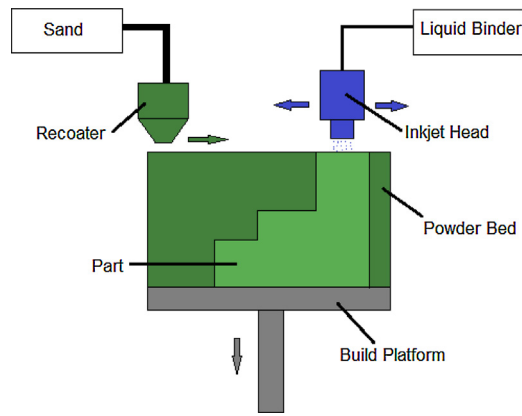 Sand
Liquid Binder
Recoater
Inkjet Head
Powder Bed
Part
Build Platform